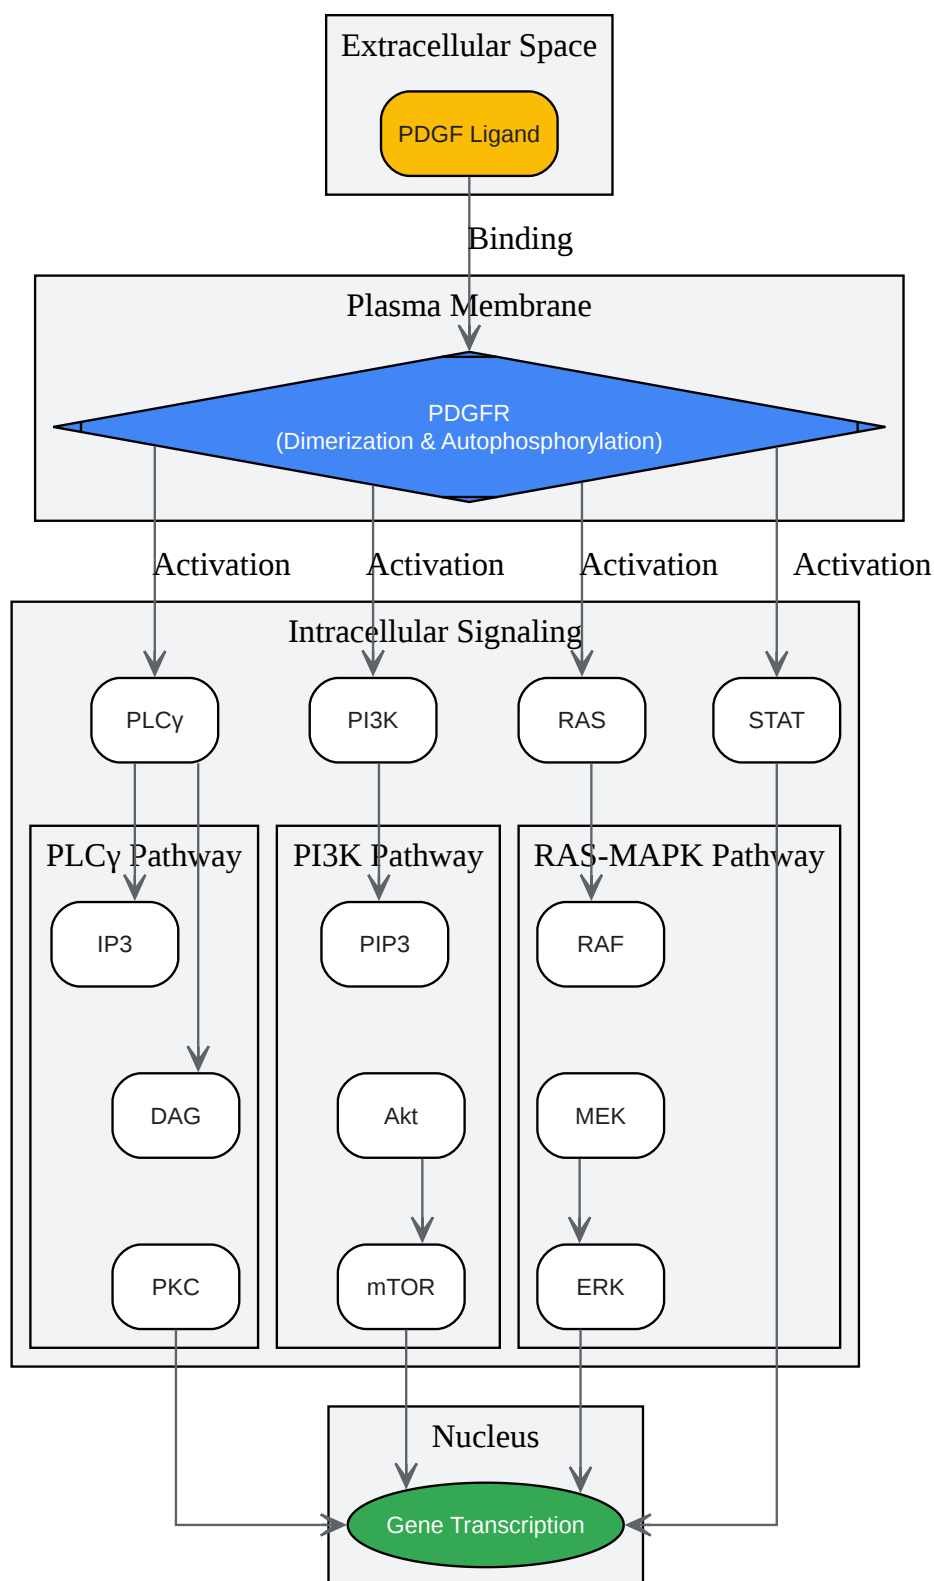 Extracellular Space
PDGF Ligand
Binding
Plasma Membrane
PDGFR
(Dimerization & Autophosphorylation)
Activation
Activation
Activation
Activation
Intracellular Signaling
PLCγ
PI3K
RAS
STAT
PLCγ Pathway
PI3K Pathway
RAS-MAPK Pathway
IP3
PIP3
RAF
DAG
Akt
MEK
PKC
mTOR
ERK
Nucleus
Gene Transcription